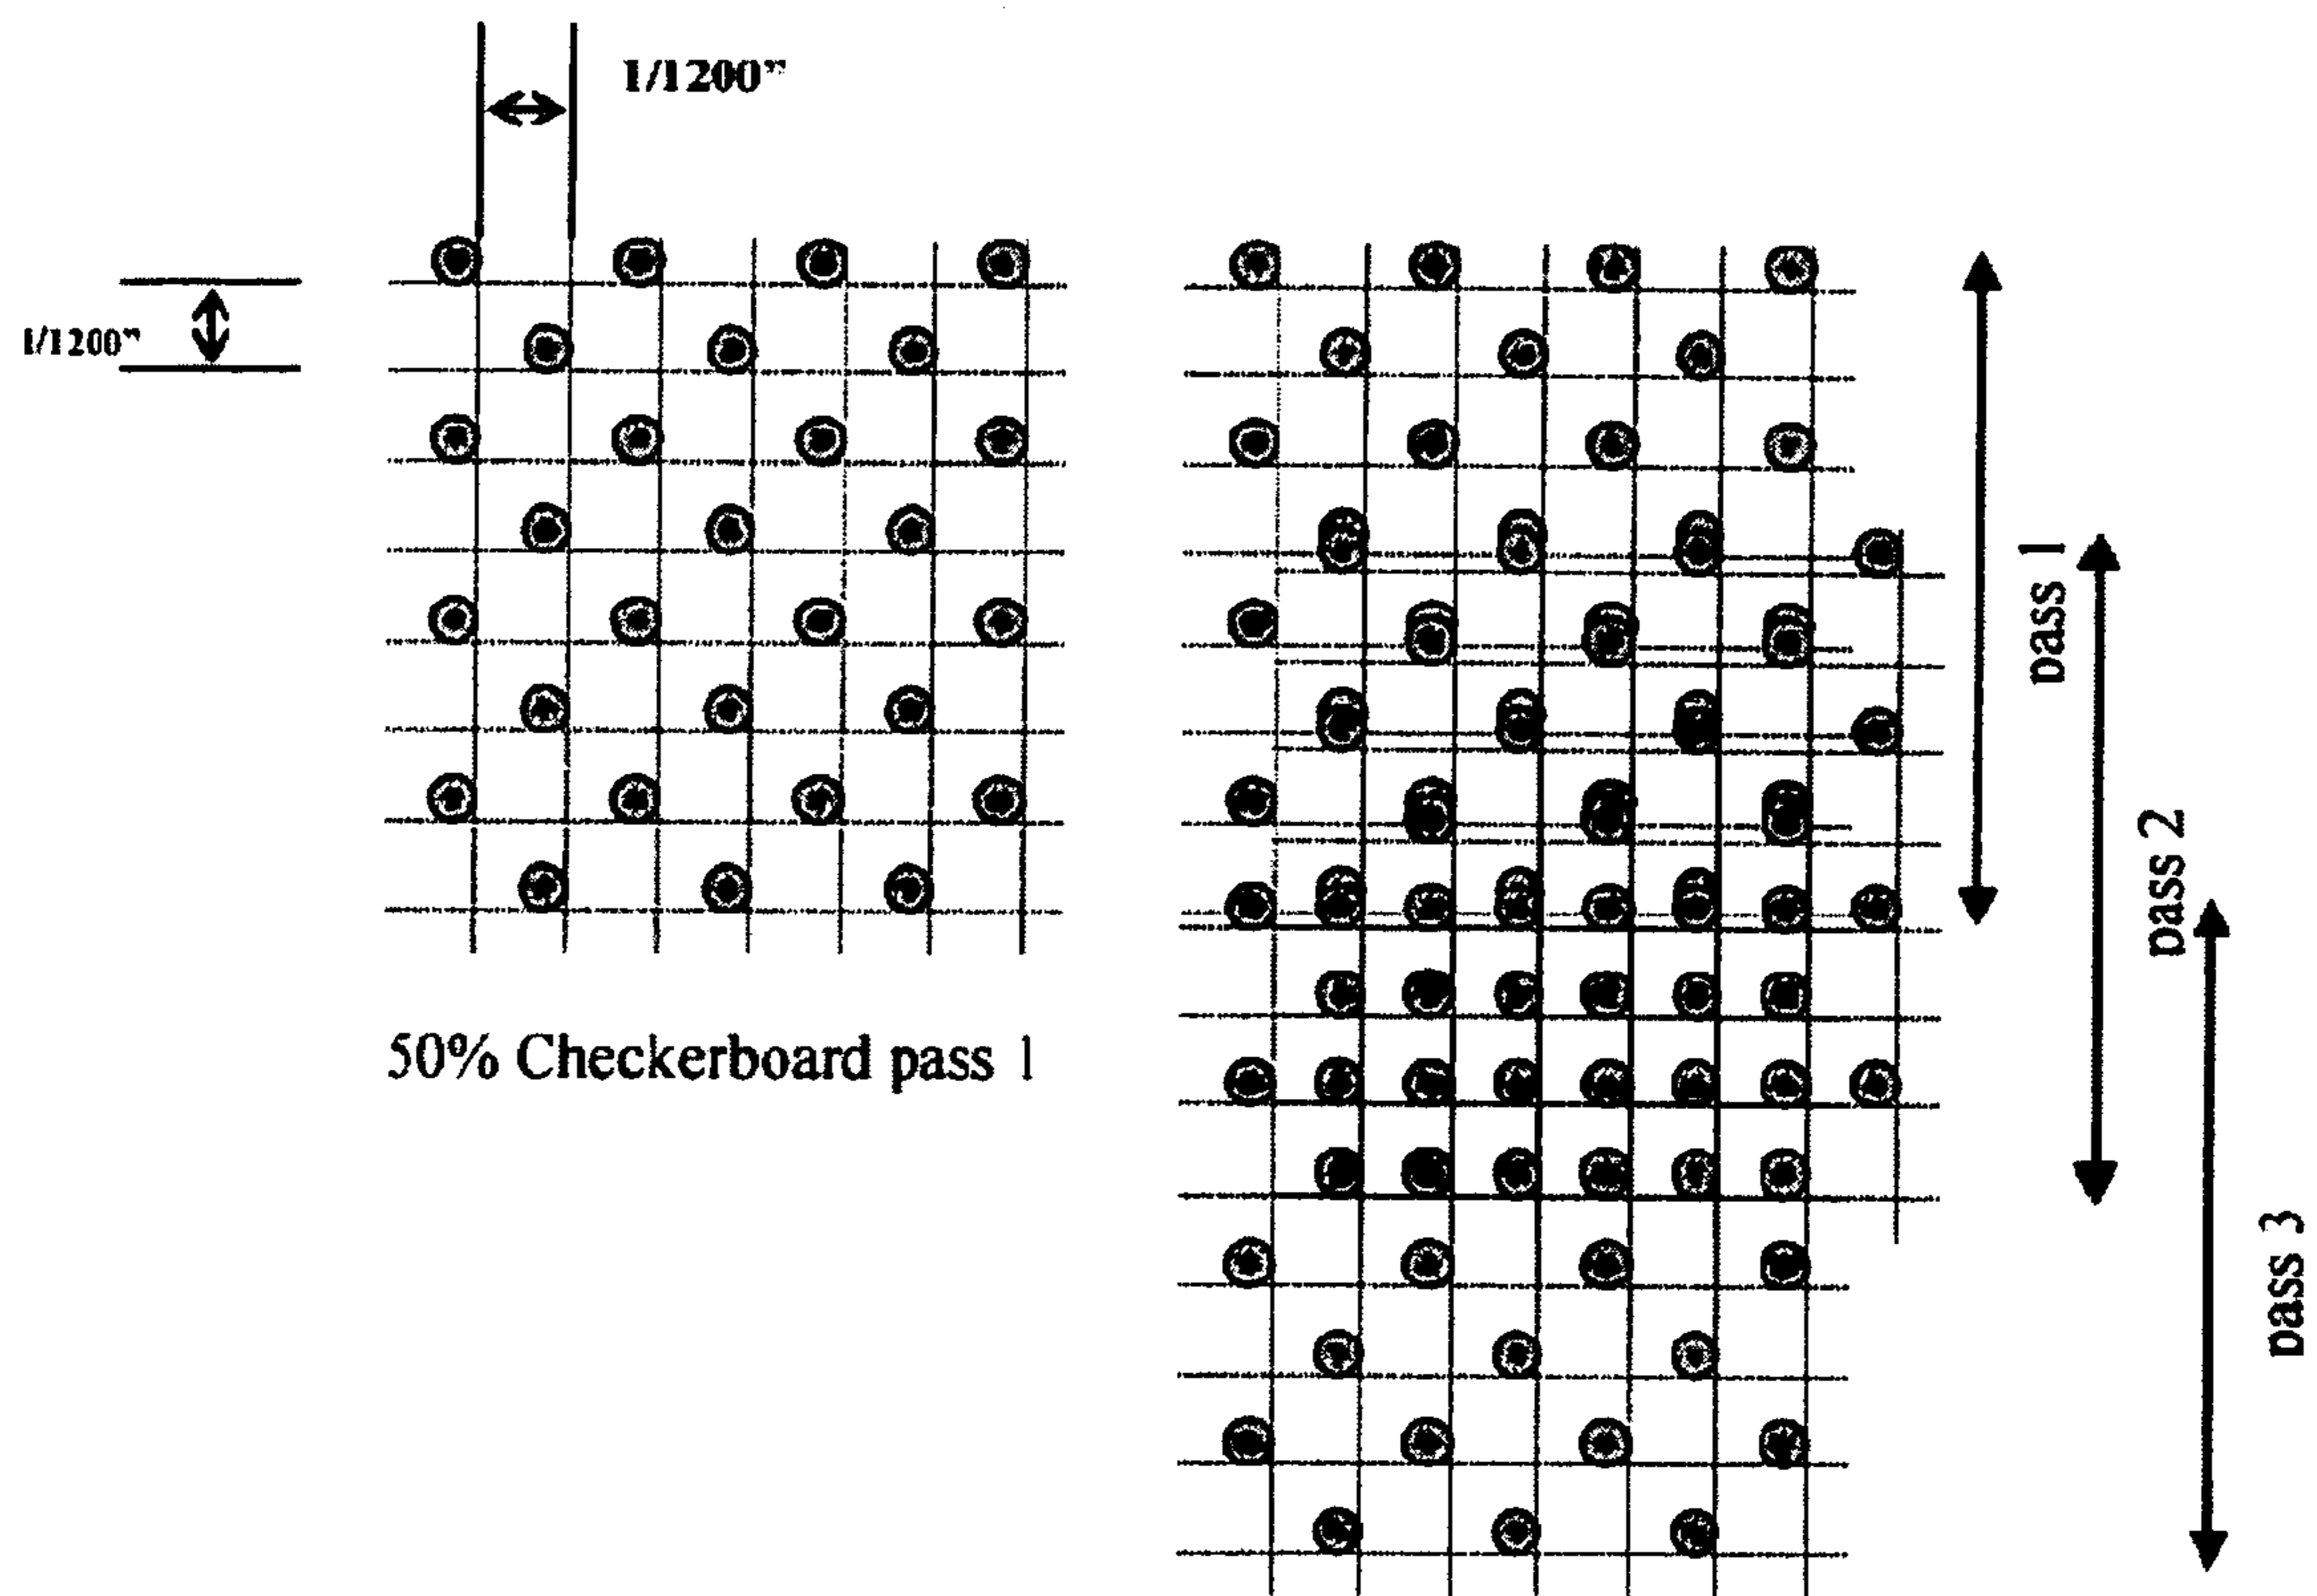 1/1200”
1/1200”
50% Checkerboard pass 1
pass 1
pass 2
pass 3